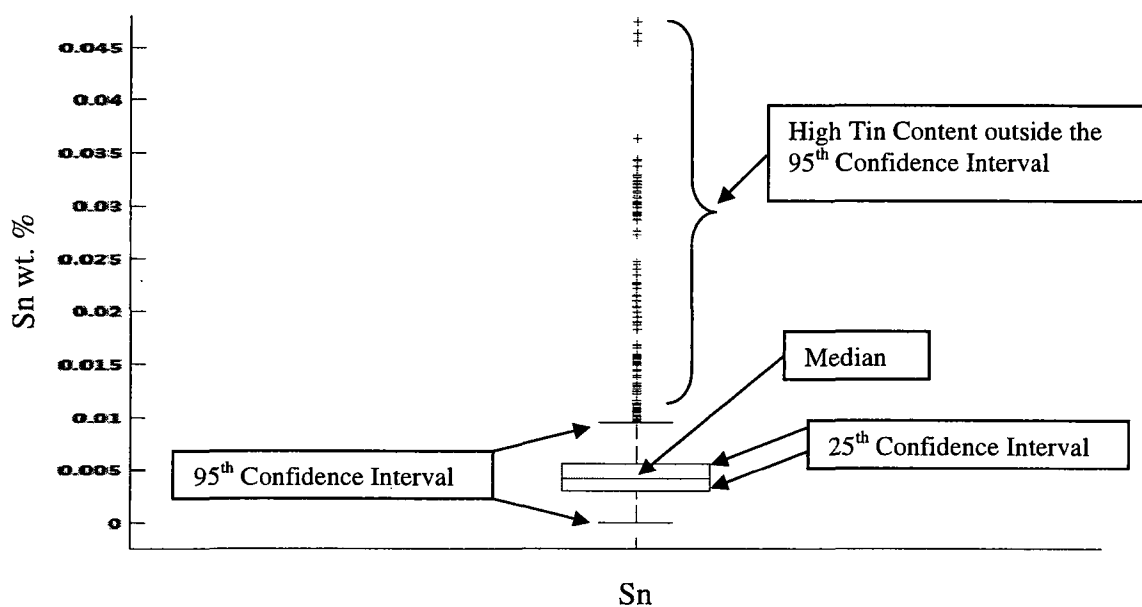 0.045
0.04
0.035
0.03
0.025
0.02
0.015
0.01
0.005
0
Sn wt. %
High Tin Content outside the
95th Confidence Interval
Median
25th Confidence Interval
95th Confidence Interval
Sn